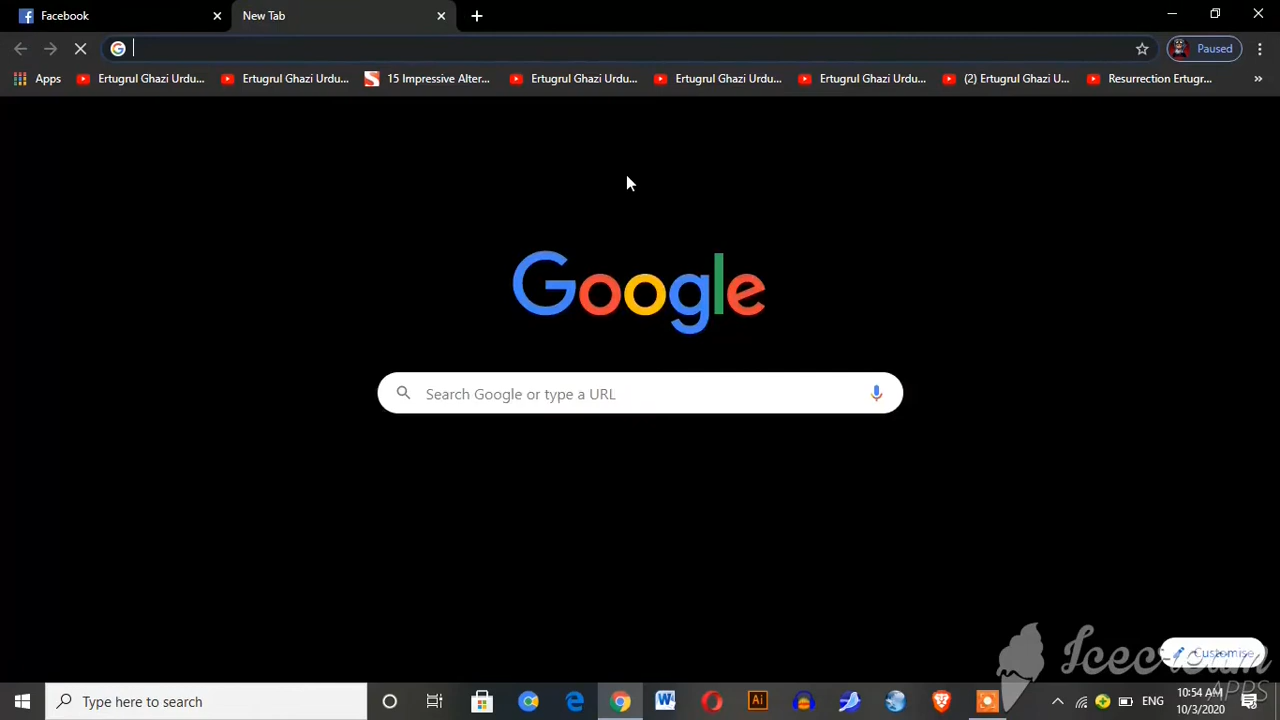 Facebook
New Tab
Paused
Apps
Ertugrul Ghazi Urdu...
Ertugrul Ghazi Urdu...
15 Impressive Alter...
Ertugrul Ghazi Urdu...
Ertugrul Ghazi Urdu...
Ertugrul Ghazi Urdu...
(2) Ertugrul Ghazi U...
Resurrection Ertugr...
Google
Search Google or type a URL
Customise
Icecream
APPS
Type here to search
W
Ai
ENG
10:54 AM
10/3/2020